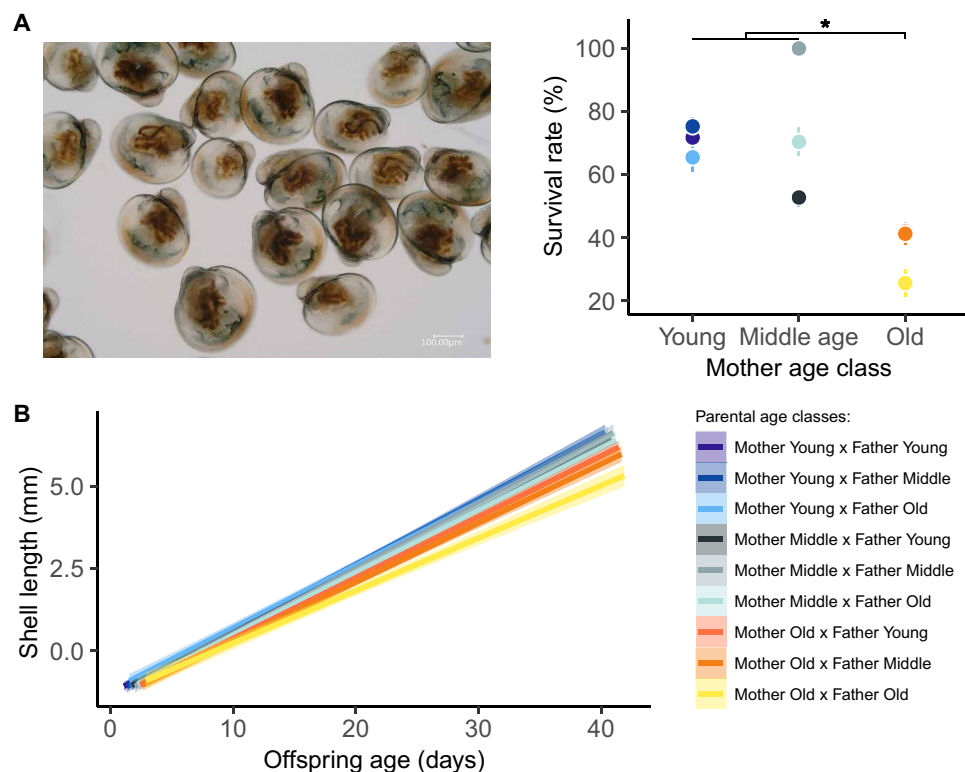 A
100.00µm
*
Survival rate (%)
100
80
60
40
20
Young Middle age Old
Mother age class
B
Shell length (mm)
5.0
2.5
0.0
0 10 20 30 40
Offspring age (days)
Parental age classes:
Mother Young x Father Young
Mother Young x Father Middle
Mother Young x Father Old
Mother Middle x Father Young
Mother Middle x Father Middle
Mother Middle x Father Old
Mother Old x Father Young
Mother Old x Father Middle
Mother Old x Father Old